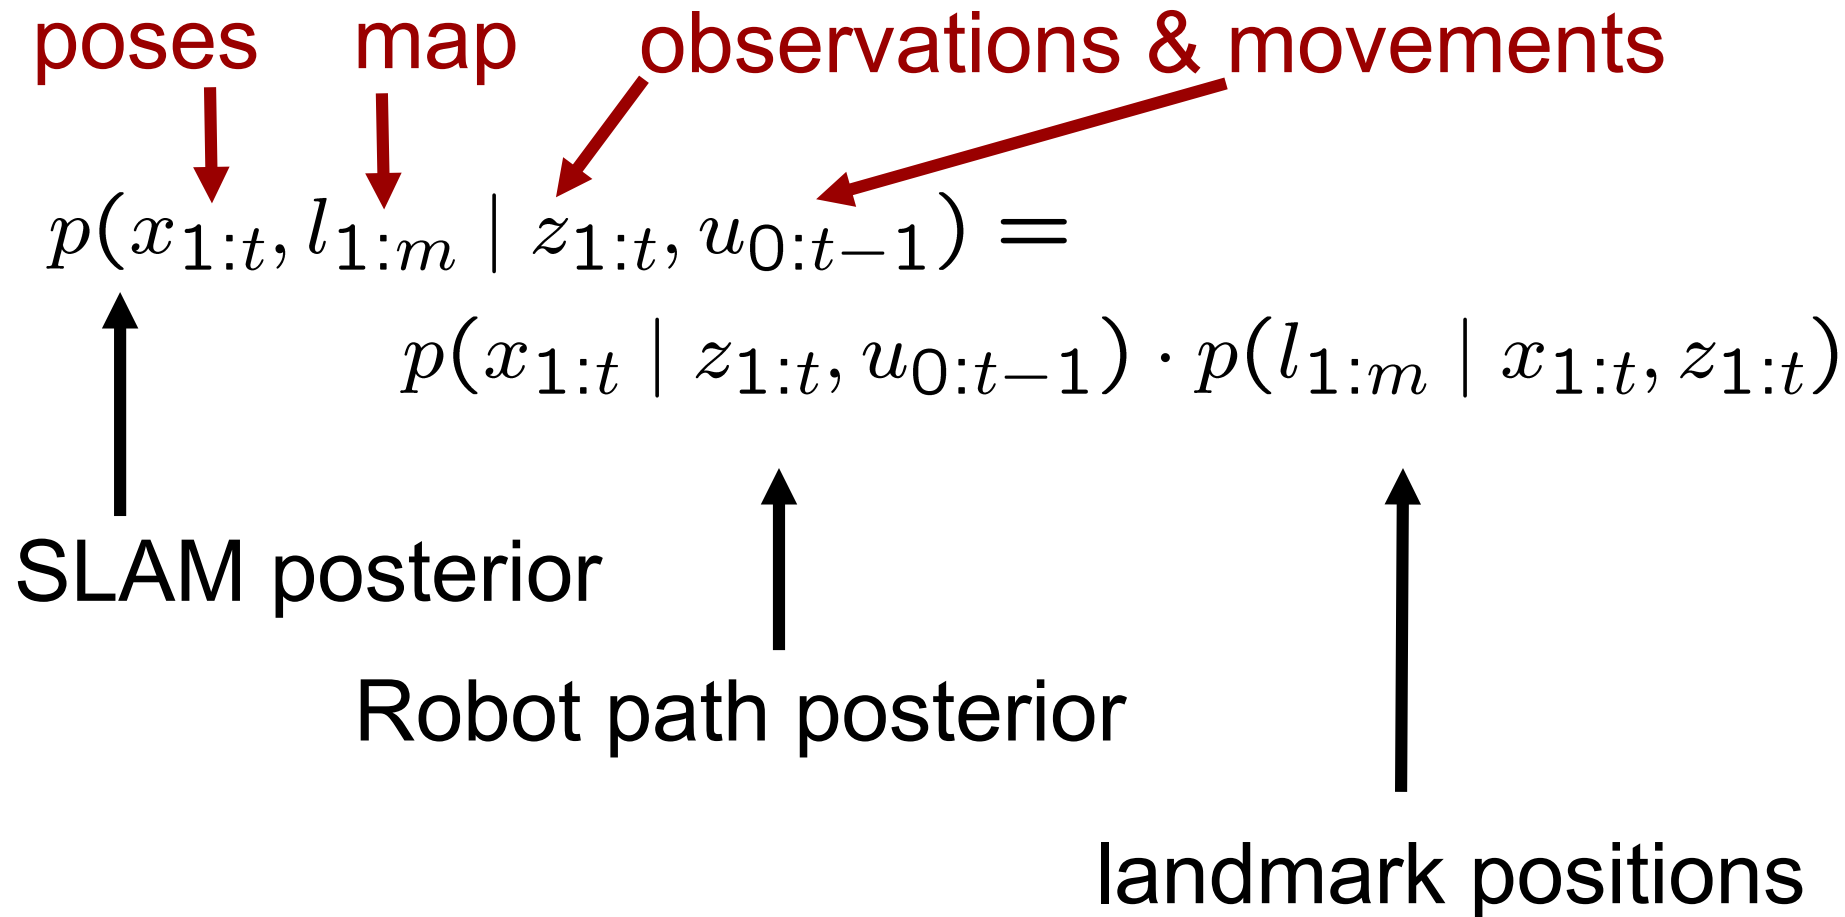 poses map observations & movements
p(x_{1:t}, l_{1:m} | z_{1:t}, u_{0:t-1}) =
p(x_{1:t} | z_{1:t}, u_{0:t-1}) · p(l_{1:m} | x_{1:t}, z_{1:t})
SLAM posterior
Robot path posterior
landmark positions